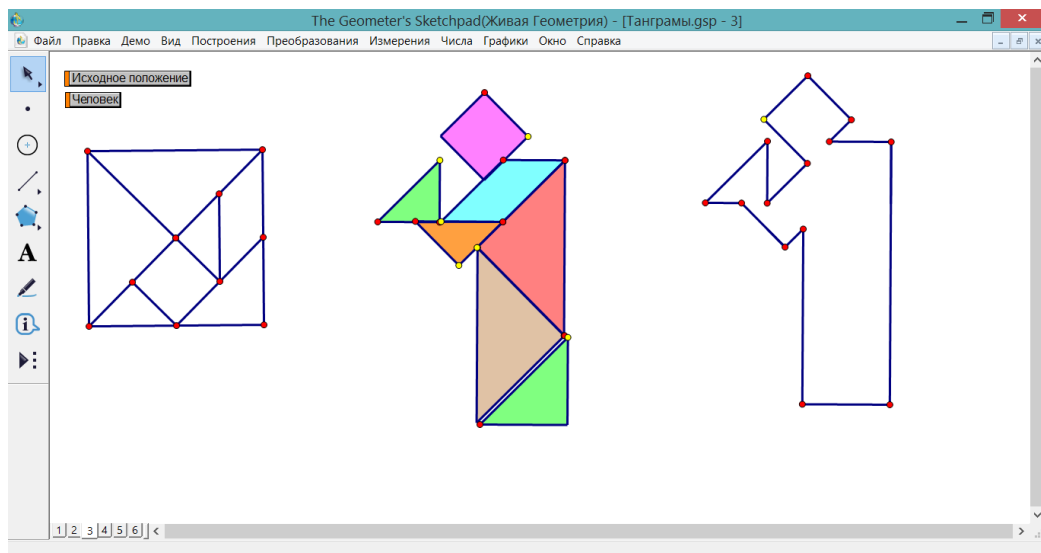 The Geometer's Sketchpad(Живая Геометрия) - [Танграмы.gsp - 3]
Файл Правка Демо Вид Построения Преобразования Измерения Числа Графики Окно Справка
Исходное положение
Человек
A
1 2 3 4 5 6